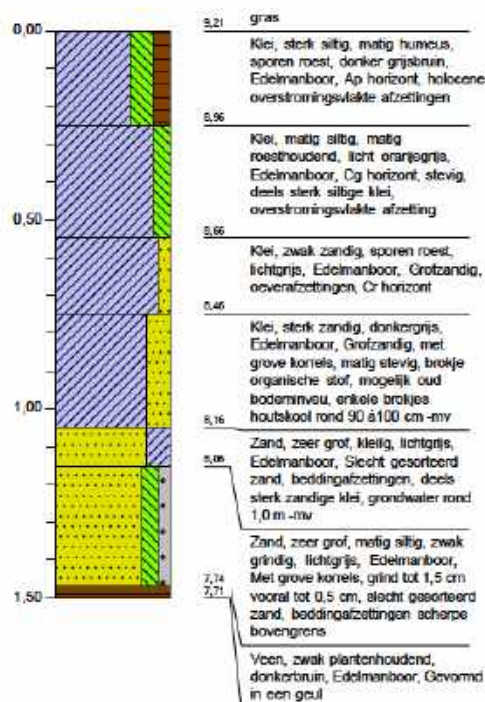 0,00
9,21
gras
Klei, sterk siltig, matig humeus,
sporen roest, donker grijsbruin,
Edelmanboor, Ap horizont, holocene
overstromingsvlakte afzettingen
8,96
Klei, matig siltig, matig
roesthoudend, licht oranjegrijs,
Edelmanboor, Cg horizont, stevig,
deels sterk siltige klei,
overstromingsvlakte afzetting
0,50
8,66
Klei, zwak zandig, sporen roest,
lichtgrijs, Edelmanboor, Grofzandig,
oeverafzettingen, Cr horizont
8,46
Klei, sterk zandig, donkergrijs,
Edelmanboor, Grofzandig, met
grove korrels, matig stevig, brokje
organische stof, mogelijk oud
bodemniveu, enkele brokjes
houtskool rond 90 á100 cm -mv
1,00
8,16
Zand, zeer grof, kleiig, lichtgrijs,
Edelmanboor, Slecht gesorteerd
zand, beddingafzettingen, deels
sterk zandige klei, grondwater rond
1,0 m -mv
8,06
Zand, zeer grof, matig siltig, zwak
grindig, lichtgrijs, Edelmanboor,
Met grove korrels, grind tot 1,5 cm
vooral tot 0,5 cm, slecht gesorteerd
zand, beddingafzettingen scherpe
bovengrens
7,74
1,50
7,71
Veen, zwak plantenhoudend,
donkerbruin, Edelmanboor, Gevormd
in een geul